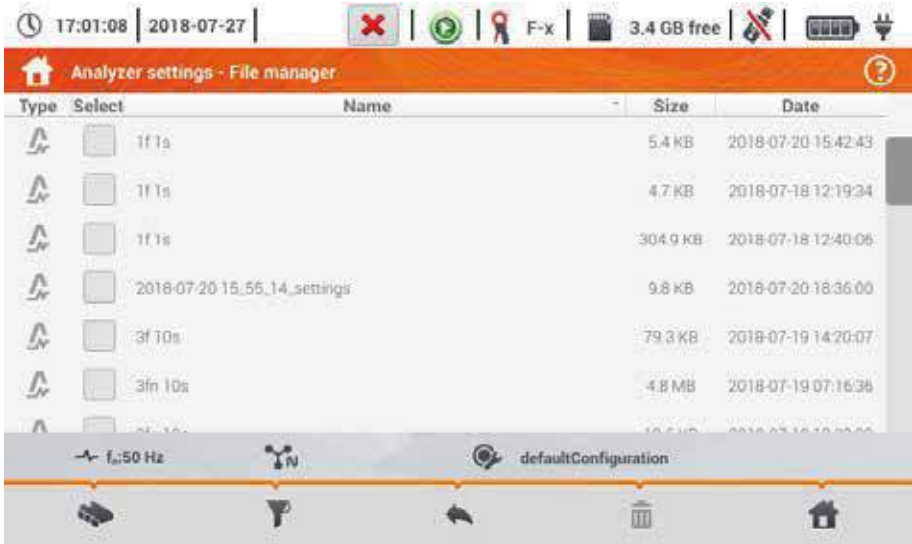 17:01:08 2018-07-27 F-x 3.4 GB free
Analyzer settings - File manager ?
Type Select Name Size Date
1f 1s 5.4 KB 2018-07-20 15:42:43
1f 1s 4.7 KB 2018-07-18 12:19:34
1f 1s 304.9 KB 2018-07-18 12:40:06
2018-07-20 15_55_14_settings 9.8 KB 2018-07-20 18:36:00
3f 10s 79.3 KB 2018-07-19 14:20:07
3fn 10s 4.8 MB 2018-07-19 07:16:36
fₙ:50 Hz N defaultConfiguration